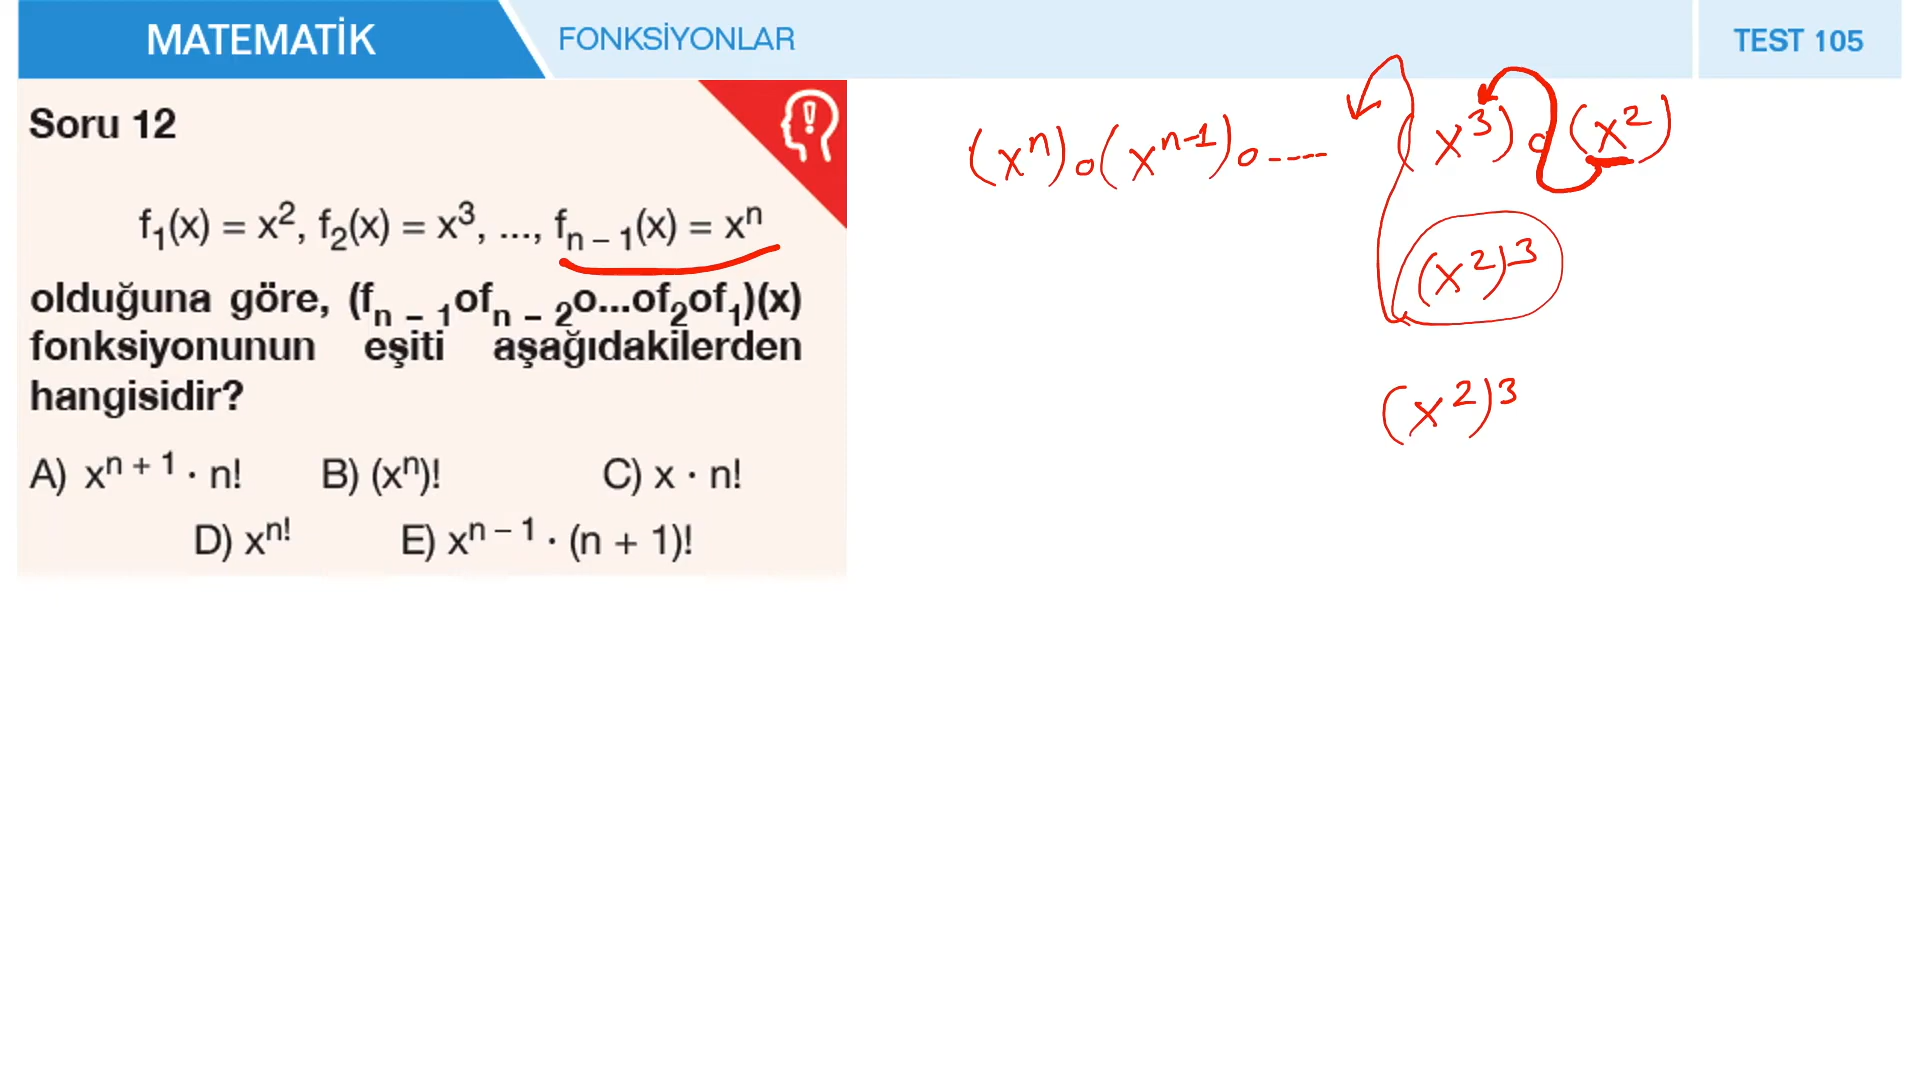 MATEMATİK
FONKSİYONLAR
TEST 105
Soru 12
f₁(x) = x², f₂(x) = x³, ..., fₙ₋₁(x) = xⁿ
olduğuna göre, (fₙ₋₁ofₙ₋₂o...of₂of₁)(x)
fonksiyonunun eşiti aşağıdakilerden
hangisidir?
A) xⁿ⁺¹ · n! B) (xⁿ)! C) x · n!
D) xⁿ! E) xⁿ⁻¹ · (n + 1)!
(xⁿ)o(xⁿ⁻¹)o----(x³)o(x²)
(x²)³
(x²)³